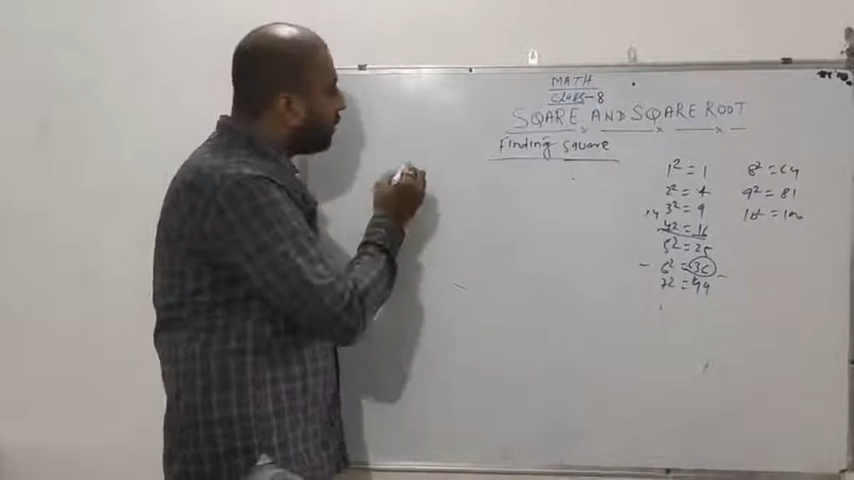 MATH
CLASS-8
SQARE AND SQARE ROOT
Finding square
1² = 1
2² = 4
3² = 9
4² = 16
5² = 25
6² = 36
7² = 49
8² = 64
9² = 81
10² = 100